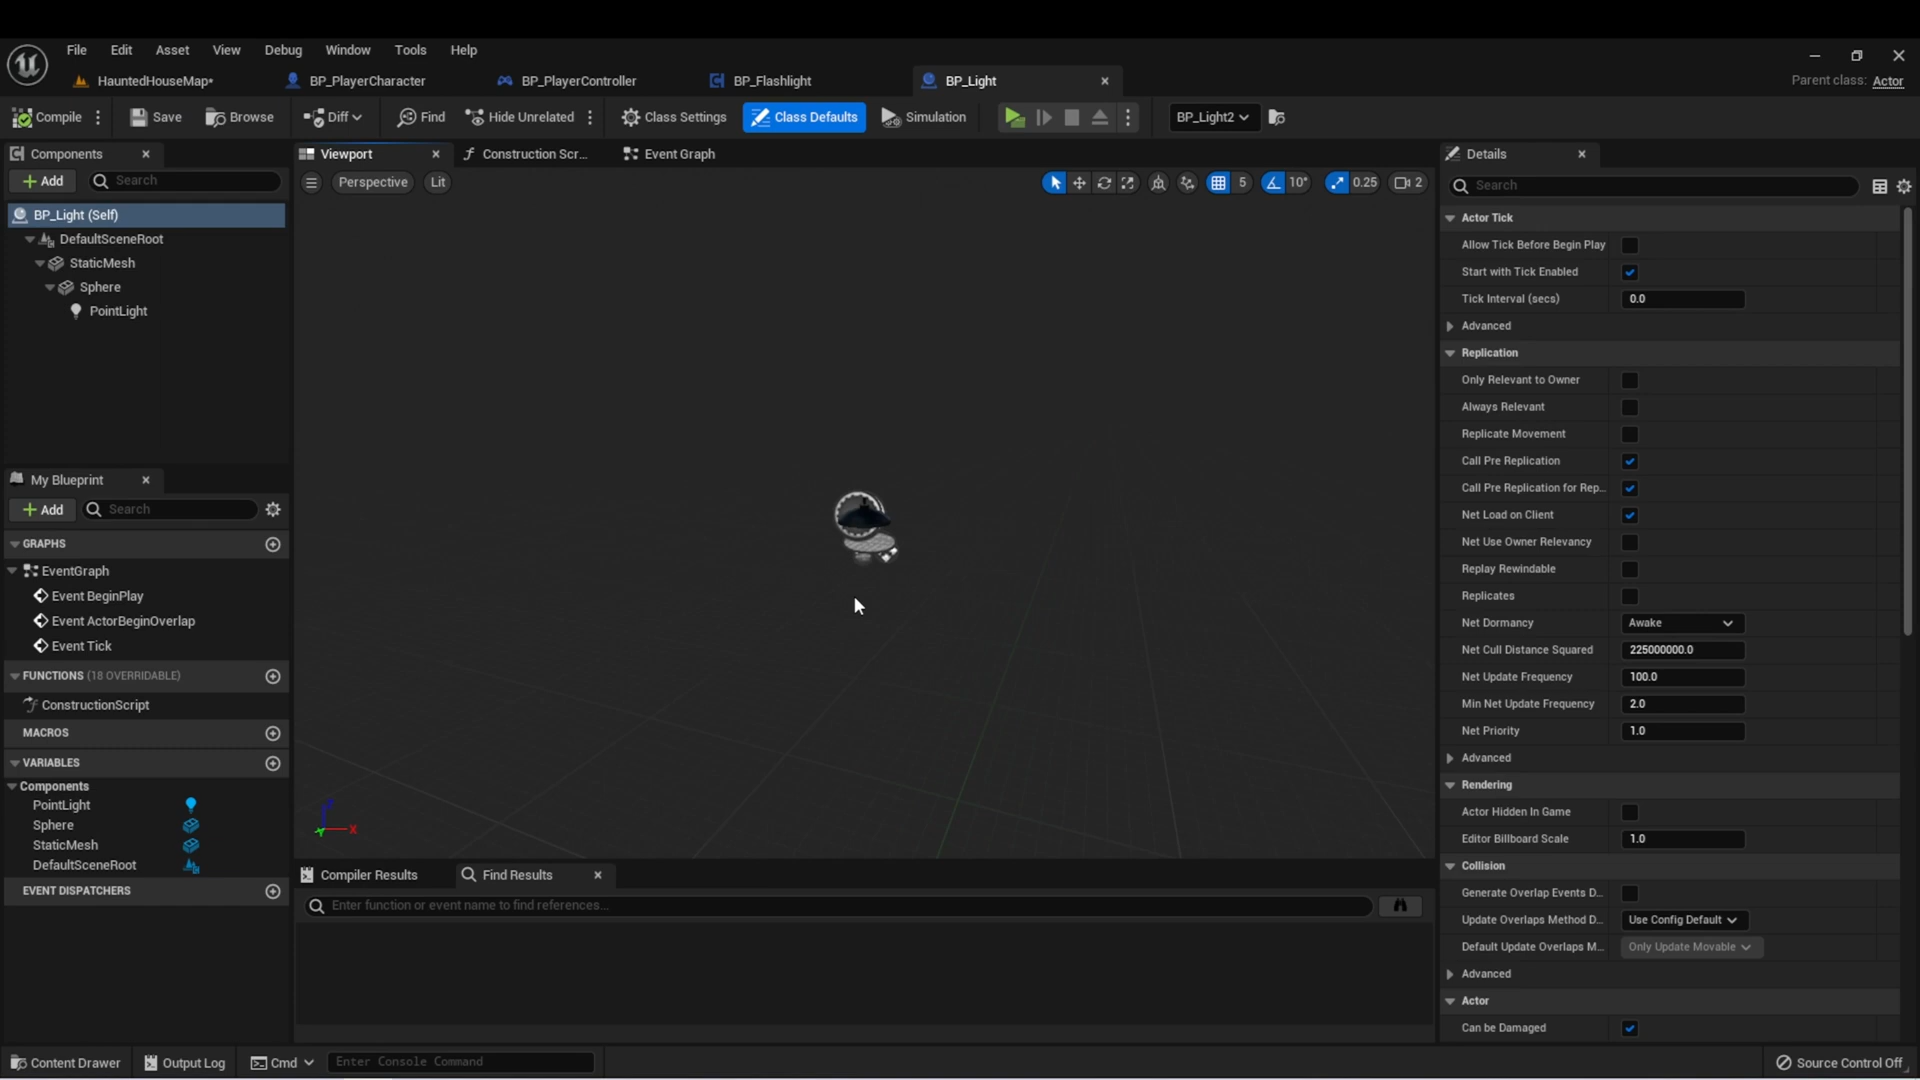 File Edit Asset View Debug Window Tools Help
HauntedHouseMap* BP_PlayerCharacter BP_PlayerController BP_Flashlight BP_Light
Parent class: Actor
Compile Save Browse Diff Find Hide Unrelated Class Settings Class Defaults Simulation BP_Light2
Components
Add Search
BP_Light (Self)
DefaultSceneRoot
StaticMesh
Sphere
PointLight
My Blueprint
Add Search
GRAPHS
EventGraph
Event BeginPlay
Event ActorBeginOverlap
Event Tick
FUNCTIONS (18 OVERRIDABLE)
ConstructionScript
MACROS
VARIABLES
Components
PointLight
Sphere
StaticMesh
DefaultSceneRoot
EVENT DISPATCHERS
Viewport Construction Scr... Event Graph
Perspective Lit 5 10° 0.25 2
Z
Y X
Compiler Results Find Results
Enter function or event name to find references...
Details
Search
Actor Tick
Allow Tick Before Begin Play
Start with Tick Enabled
Tick Interval (secs) 0.0
Advanced
Replication
Only Relevant to Owner
Always Relevant
Replicate Movement
Call Pre Replication
Call Pre Replication for Rep...
Net Load on Client
Net Use Owner Relevancy
Replay Rewindable
Replicates
Net Dormancy Awake
Net Cull Distance Squared 225000000.0
Net Update Frequency 100.0
Min Net Update Frequency 2.0
Net Priority 1.0
Advanced
Rendering
Actor Hidden In Game
Editor Billboard Scale 1.0
Collision
Generate Overlap Events D...
Update Overlaps Method D... Use Config Default
Default Update Overlaps M... Only Update Movable
Advanced
Actor
Can be Damaged
Content Drawer Output Log Cmd Enter Console Command Source Control Off